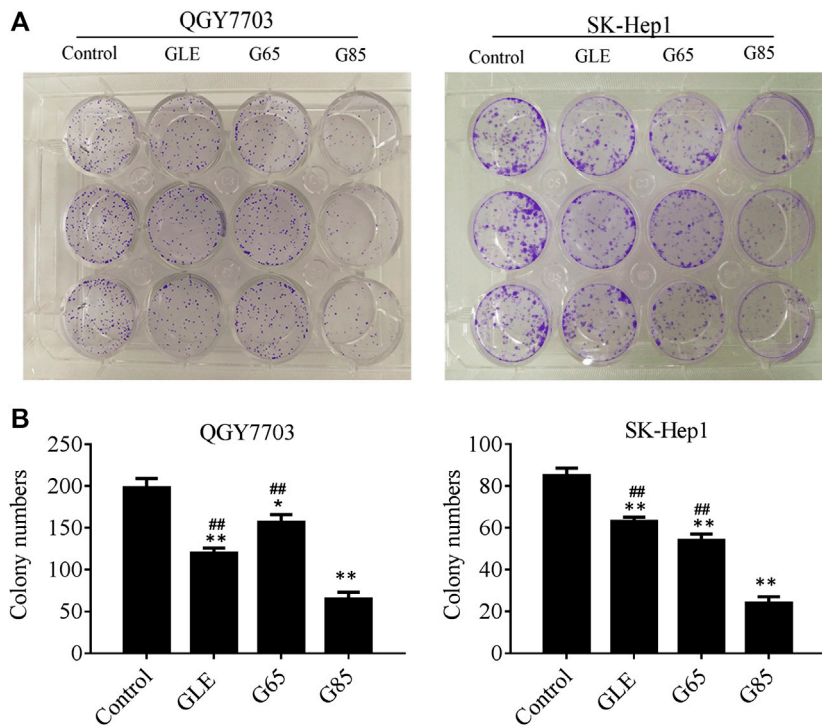 A
QGY7703
Control GLE G65 G85
SK-Hep1
Control GLE G65 G85
B
QGY7703
Colony numbers
250
200
150
100
50
0
##
**
##
*
**
Control GLE G65 G85
SK-Hep1
Colony numbers
100
80
60
40
20
0
##
**
##
**
**
Control GLE G65 G85